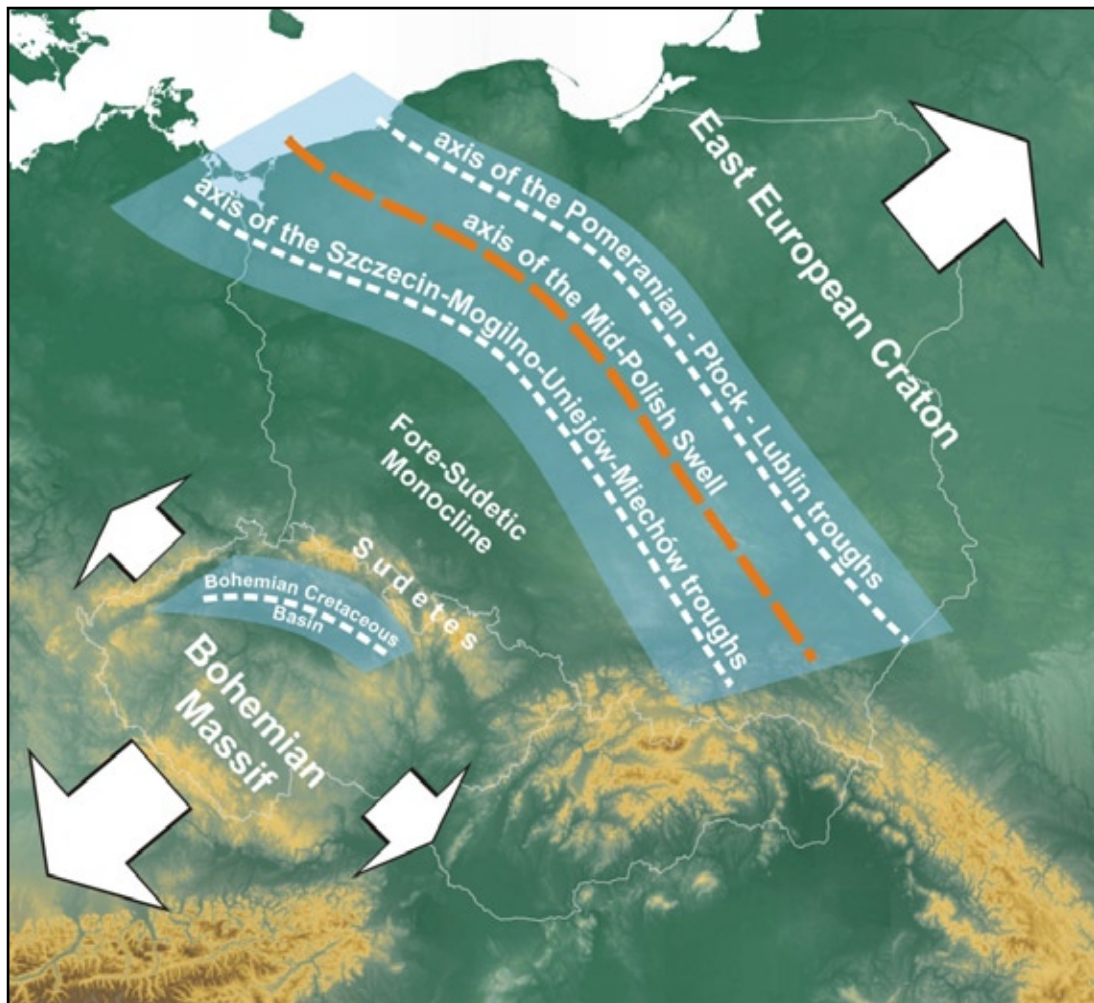 axis of the Pomeranian - Płock - Lublin troughs
East European Craton
axis of the Mid-Polish Swell
axis of the Szczecin-Mogilno-Uniejów-Miechów troughs
Fore-Sudetic
Monocline
Sudetes
Bohemian Cretaceous
Basin
Bohemian
Massif